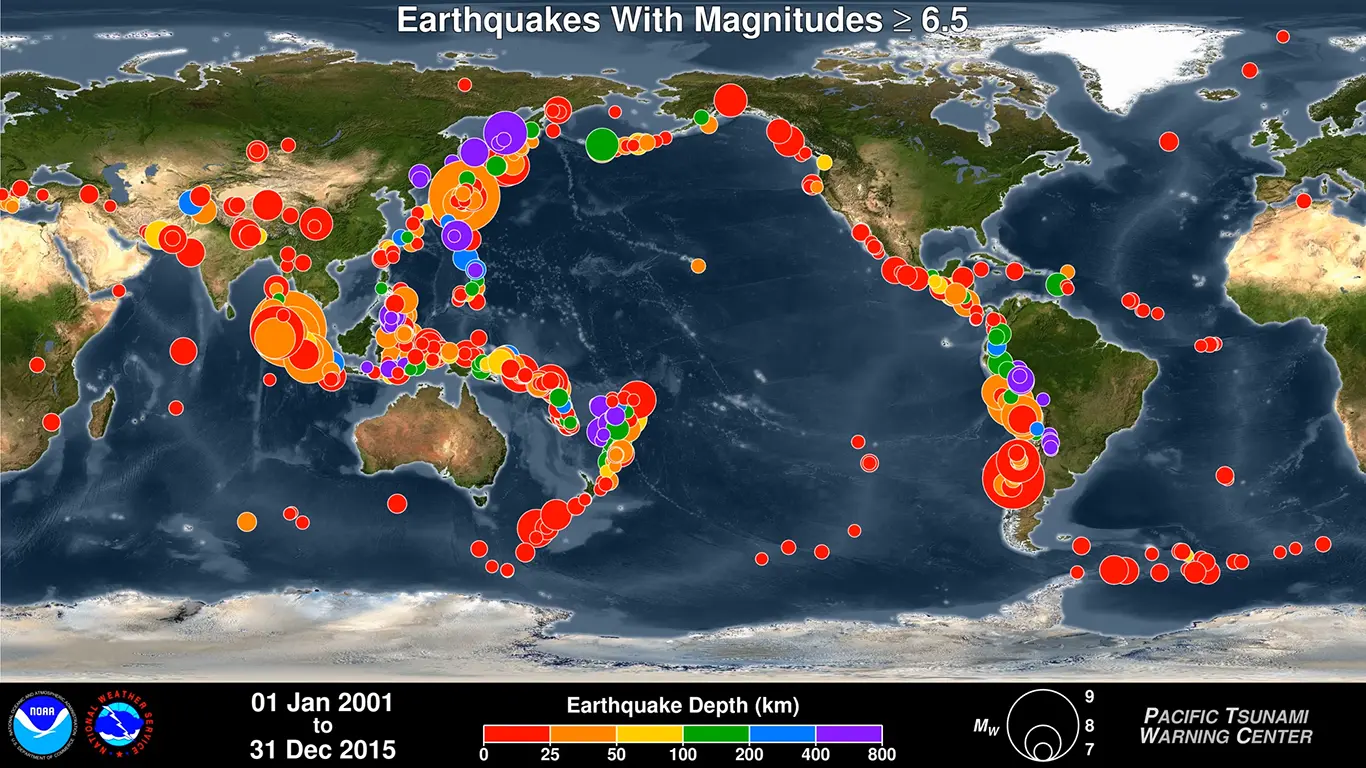 Earthquakes With Magnitudes ≥ 6.5
NOAA
NATIONAL OCEANIC AND ATMOSPHERIC ADMINISTRATION
U.S. DEPARTMENT OF COMMERCE
NATIONAL WEATHER SERVICE
01 Jan 2001
to
31 Dec 2015
Earthquake Depth (km)
0 25 50 100 200 400 800
Mw
9
8
7
PACIFIC TSUNAMI
WARNING CENTER